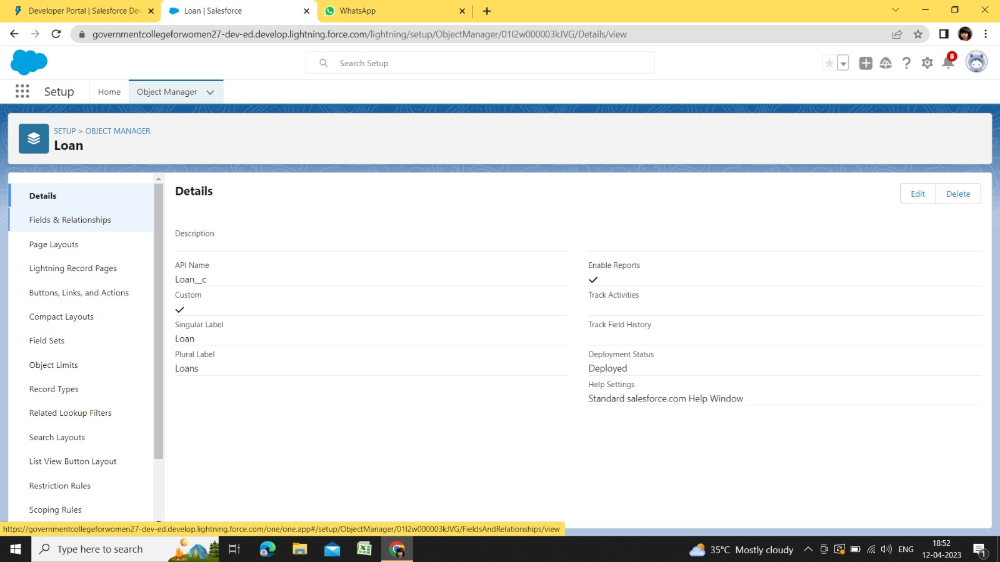 Developer Portal | Salesforce Dev
Loan | Salesforce
WhatsApp
governmentcollegeforwomen27-dev-ed.develop.lightning.force.com/lightning/setup/ObjectManager/01I2w000003kJVG/Details/view
Search Setup
8
Setup
Home
Object Manager
SETUP > OBJECT MANAGER
Loan
Details
Fields & Relationships
Page Layouts
Lightning Record Pages
Buttons, Links, and Actions
Compact Layouts
Field Sets
Object Limits
Record Types
Related Lookup Filters
Search Layouts
List View Button Layout
Restriction Rules
Scoping Rules
Details
Edit
Delete
Description
API Name
Loan__c
Custom
Singular Label
Loan
Plural Label
Loans
Enable Reports
Track Activities
Track Field History
Deployment Status
Deployed
Help Settings
Standard salesforce.com Help Window
https://governmentcollegeforwomen27-dev-ed.develop.lightning.force.com/one/one.app#/setup/ObjectManager/01I2w000003kJVG/FieldsAndRelationships/view
Type here to search
35°C Mostly cloudy
ENG
18:52
12-04-2023
1